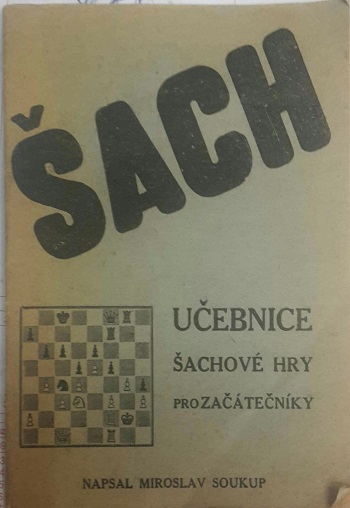 ŠACH
UČEBNICE
ŠACHOVÉ HRY
PRO ZAČÁTEČNÍKY
NAPSAL MIROSLAV SOUKUP